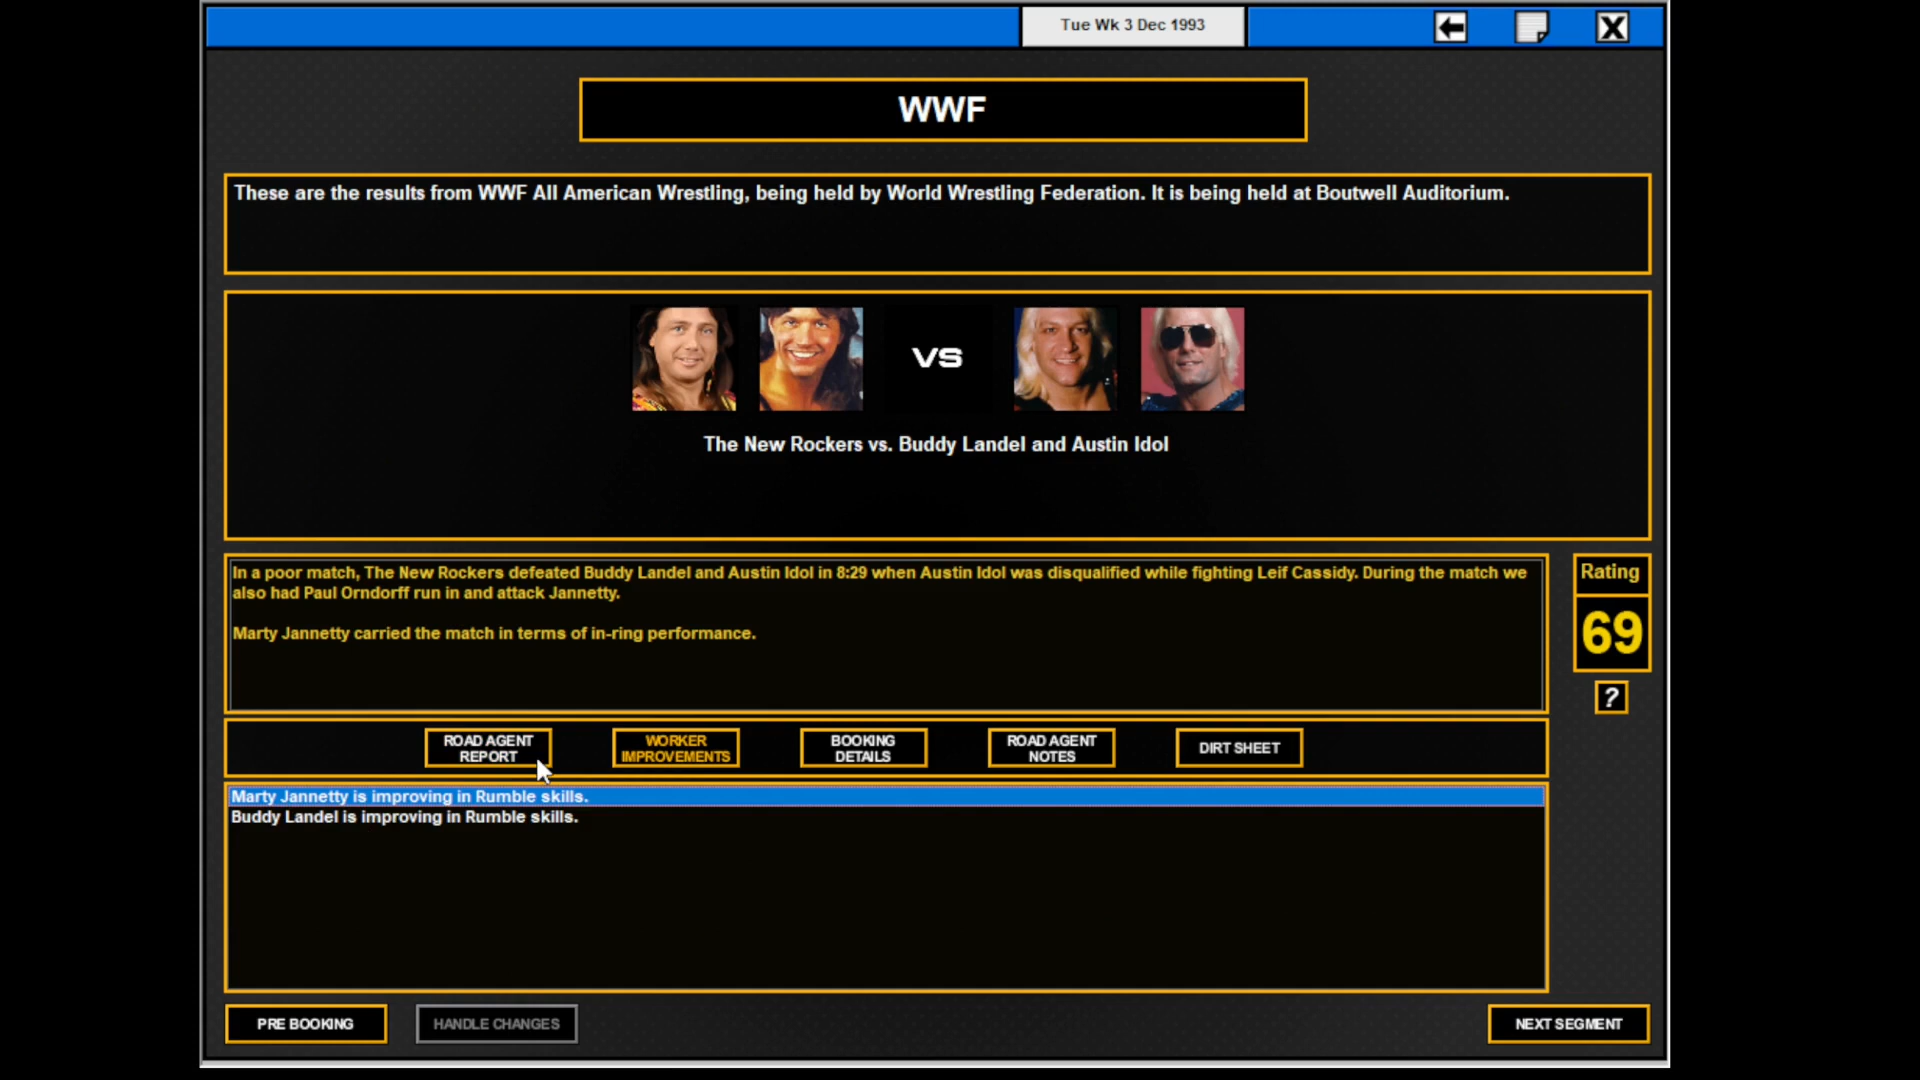 Tue Wk 3 Dec 1993
WWF
These are the results from WWF All American Wrestling, being held by World Wrestling Federation. It is being held at Boutwell Auditorium.
VS
The New Rockers vs. Buddy Landel and Austin Idol
In a poor match, The New Rockers defeated Buddy Landel and Austin Idol in 8:29 when Austin Idol was disqualified while fighting Leif Cassidy. During the match we
also had Paul Orndorff run in and attack Jannetty.
Marty Jannetty carried the match in terms of in-ring performance.
Rating
69
?
ROAD AGENT
REPORT
WORKER
IMPROVEMENTS
BOOKING
DETAILS
ROAD AGENT
NOTES
DIRT SHEET
Marty Jannetty is improving in Rumble skills.
Buddy Landel is improving in Rumble skills.
PRE BOOKING
HANDLE CHANGES
NEXT SEGMENT